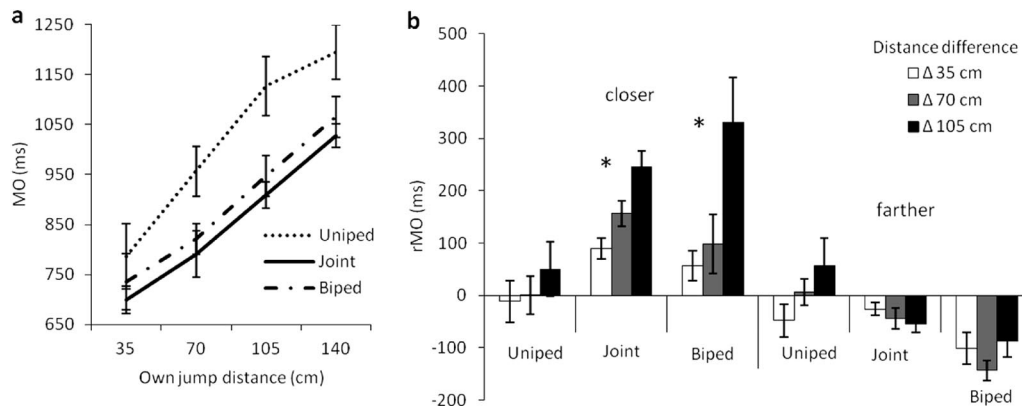 a
1250
1150
1050
950
850
750
650
MO (ms)
Uniped
Joint
Biped
35 70 105 140
Own jump distance (cm)
b
500
400
300
200
100
0
-100
-200
rMO (ms)
Distance difference
Δ 35 cm
Δ 70 cm
Δ 105 cm
closer
*
*
farther
Uniped Joint Biped Uniped Joint Biped